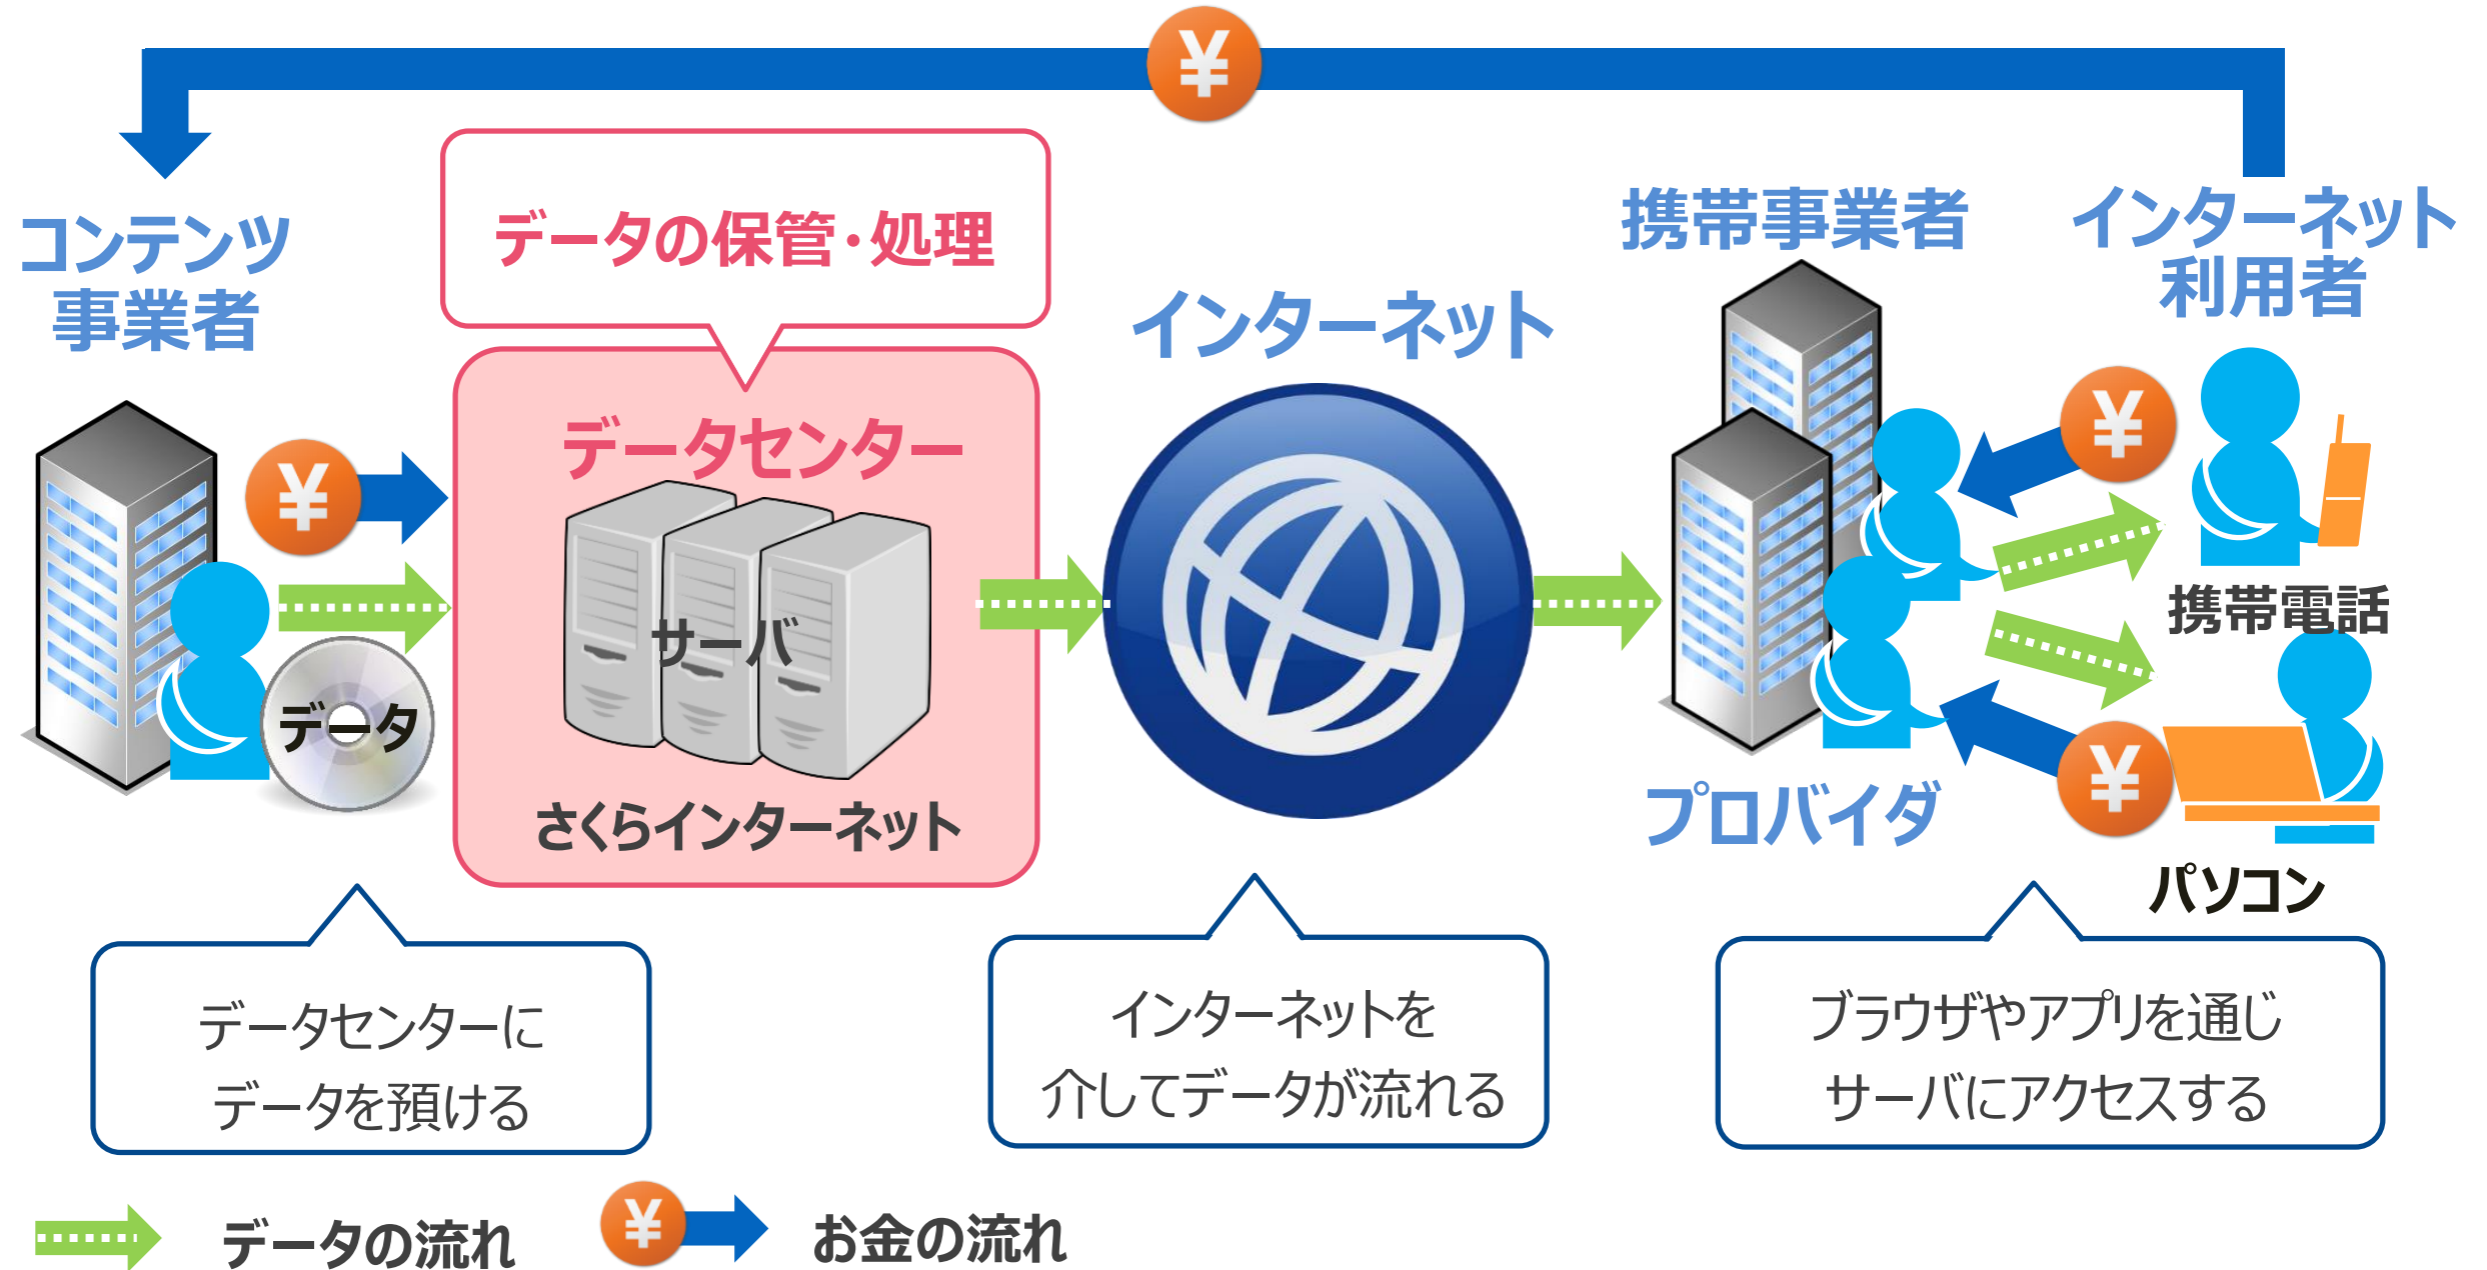 ¥
コンテンツ
事業者
データの保管・処理
携帯事業者
インターネット
利用者
インターネット
データセンター
¥
¥
サーバ
携帯電話
データ
¥
さくらインターネット
プロバイダ
パソコン
データセンターに
データを預ける
インターネットを
介してデータが流れる
ブラウザやアプリを通じ
サーバにアクセスする
データの流れ
¥
お金の流れ